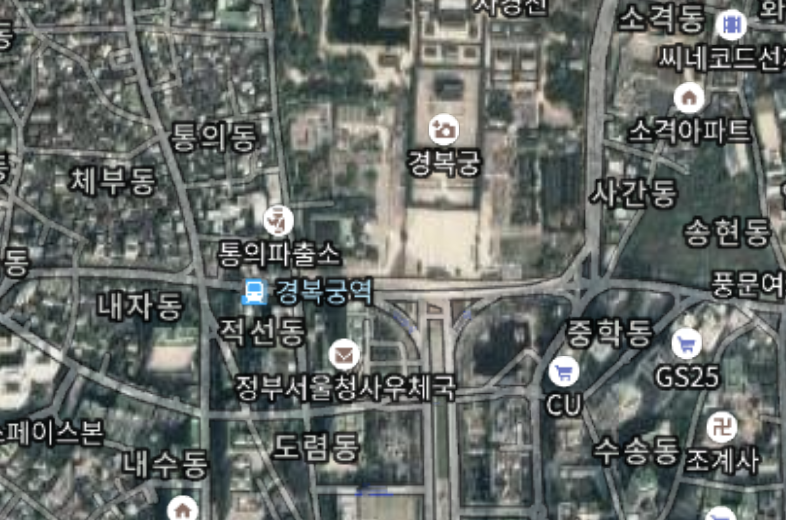 소격동
씨네코드선
소격아파트
통의동
경복궁
체부동
사간동
송현동
통의파출소
동
경복궁역
풍문여
내자동
적선동
중학동
GS25
정부서울청사우체국
CU
페이스본
도렴동
내수동
수송동
조계사